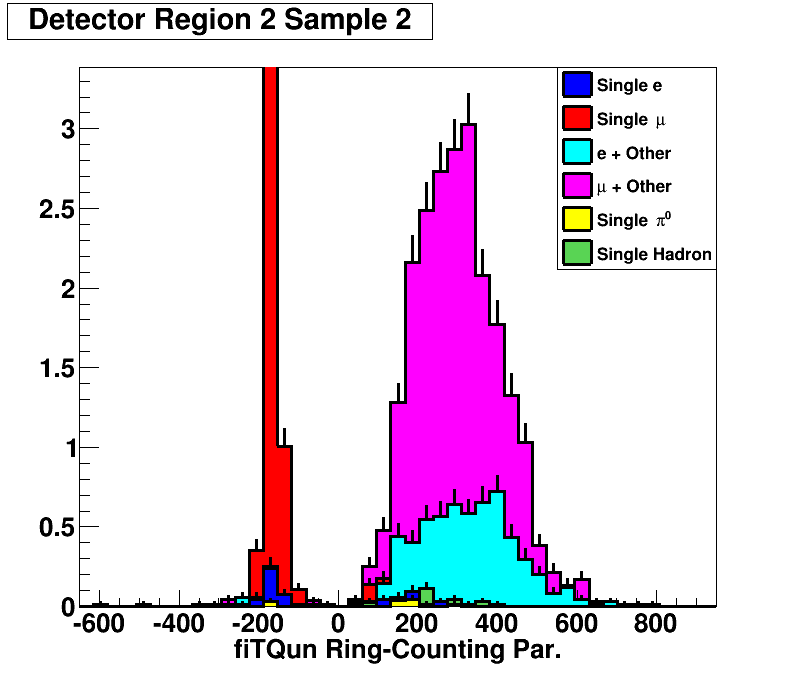 Detector Region 2 Sample 2
Single e
Single μ
e + Other
μ + Other
Single π⁰
Single Hadron
3
2.5
2
1.5
1
0.5
0
-600 -400 -200 0 200 400 600 800
fiTQun Ring-Counting Par.